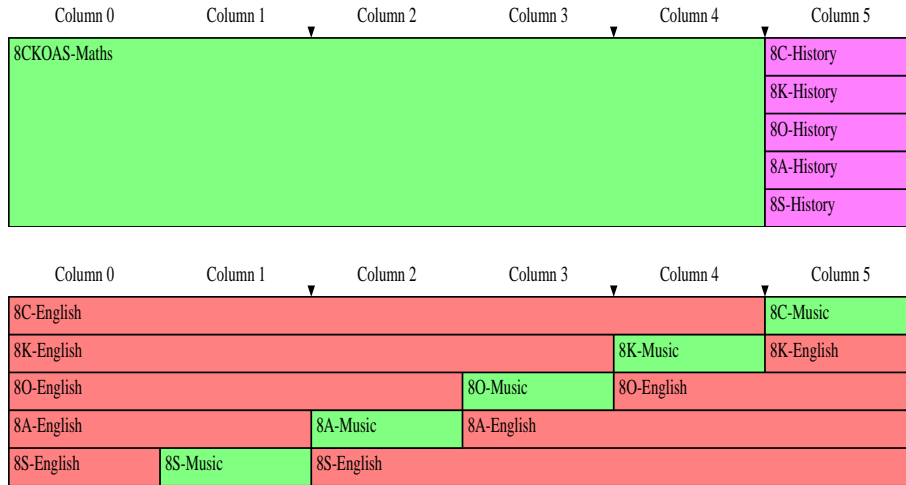 Column 0 Column 1 Column 2 Column 3 Column 4 Column 5
8CKOAS-Maths 8C-History
8K-History
8O-History
8A-History
8S-History
Column 0 Column 1 Column 2 Column 3 Column 4 Column 5
8C-English 8C-Music
8K-English 8K-Music 8K-English
8O-English 8O-Music 8O-English
8A-English 8A-Music 8A-English
8S-English 8S-Music 8S-English